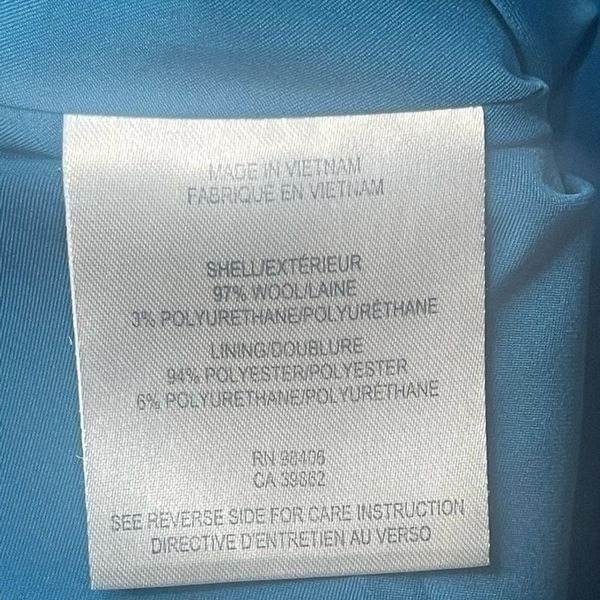 MADE IN VIETNAM
FABRIQUE EN VIETNAM
SHELL/EXTÉRIEUR
97% WOOL/LAINE
3% POLYURETHANE/POLYURÉTHANE
LINING/DOUBLURE
94% POLYESTER/POLYESTER
6% POLYURETHANE/POLYURÉTHANE
RN 98406
CA 39862
SEE REVERSE SIDE FOR CARE INSTRUCTION
DIRECTIVE D'ENTRETIEN AU VERSO